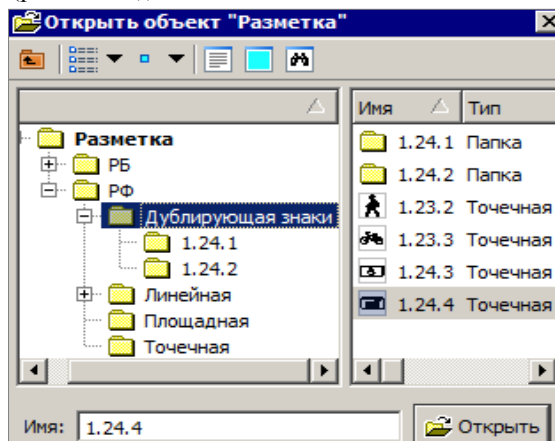 Открыть объект "Разметка"
Имя Тип
Разметка
РБ
РФ
Дублирующая знаки
1.24.1
1.24.2
Линейная
Площадная
Точечная
1.24.1 Папка
1.24.2 Папка
1.23.2 Точечная
1.23.3 Точечная
1.24.3 Точечная
1.24.4 Точечная
Имя: 1.24.4 Открыть